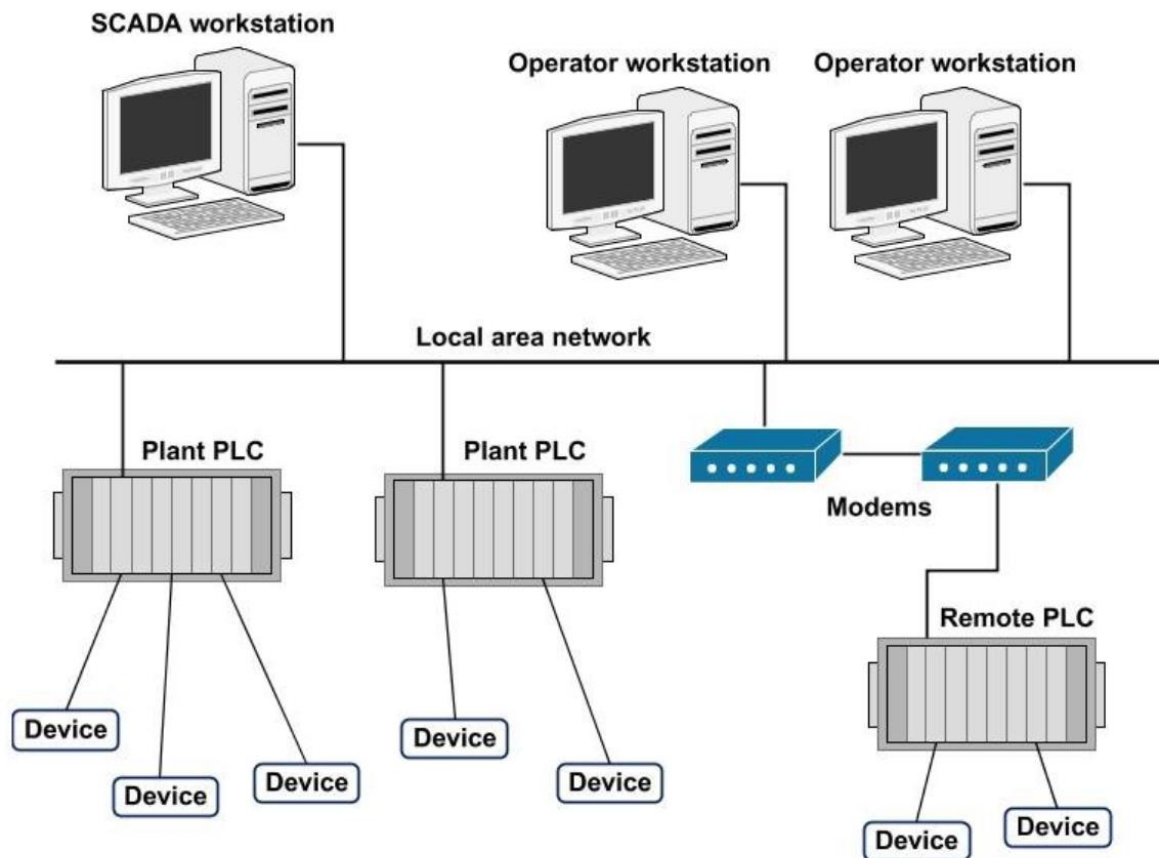 SCADA workstation
Operator workstation
Operator workstation
Local area network
Plant PLC
Plant PLC
Modems
Remote PLC
Device
Device
Device
Device
Device
Device
Device